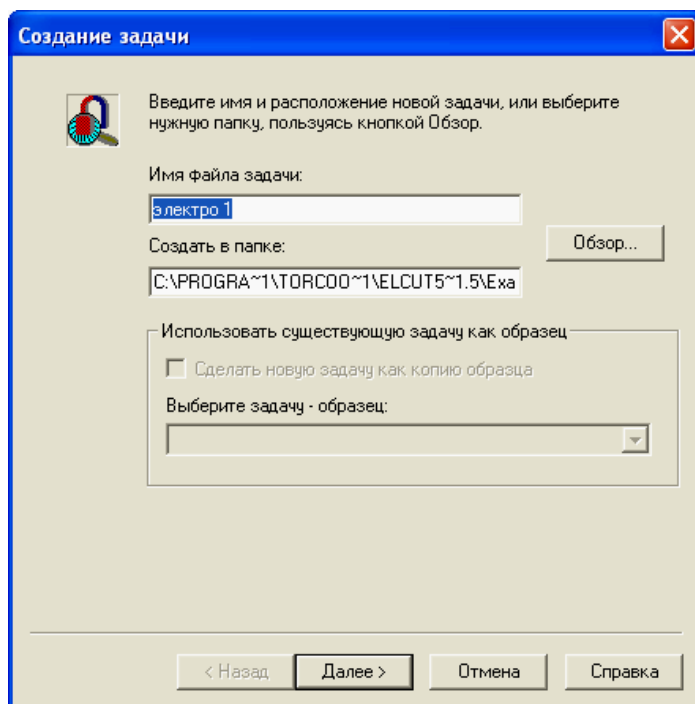 Создание задачи
Введите имя и расположение новой задачи, или выберите
нужную папку, пользуясь кнопкой Обзор.
Имя файла задачи:
электро 1
Создать в папке:
Обзор...
C:\PROGRA~1\TORCOO~1\ELCUT5~1.5\Exa
Использовать существующую задачу как образец
Сделать новую задачу как копию образца
Выберите задачу - образец:
< Назад
Далее >
Отмена
Справка